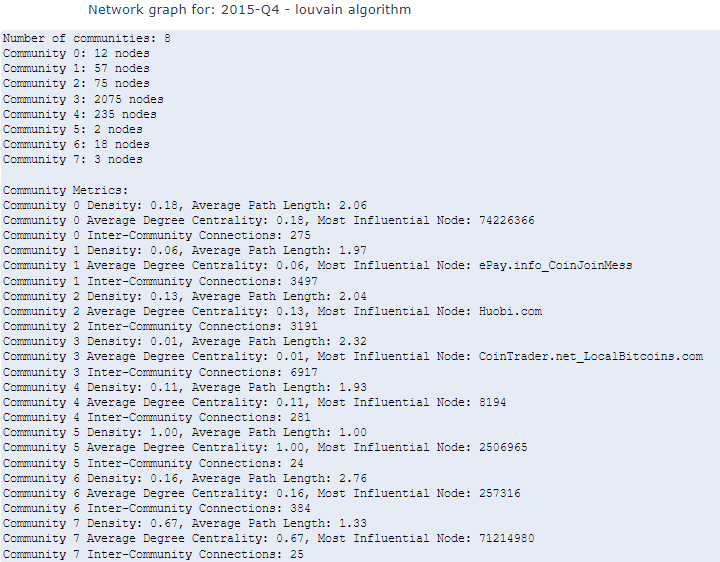 Network graph for: 2015-Q4 - louvain algorithm
Number of communities: 8
Community 0: 12 nodes
Community 1: 57 nodes
Community 2: 75 nodes
Community 3: 2075 nodes
Community 4: 235 nodes
Community 5: 2 nodes
Community 6: 18 nodes
Community 7: 3 nodes
Community Metrics:
Community 0 Density: 0.18, Average Path Length: 2.06
Community 0 Average Degree Centrality: 0.18, Most Influential Node: 74226366
Community 0 Inter-Community Connections: 275
Community 1 Density: 0.06, Average Path Length: 1.97
Community 1 Average Degree Centrality: 0.06, Most Influential Node: ePay.info_CoinJoinMess
Community 1 Inter-Community Connections: 3497
Community 2 Density: 0.13, Average Path Length: 2.04
Community 2 Average Degree Centrality: 0.13, Most Influential Node: Huobi.com
Community 2 Inter-Community Connections: 3191
Community 3 Density: 0.01, Average Path Length: 2.32
Community 3 Average Degree Centrality: 0.01, Most Influential Node: CoinTrader.net_LocalBitcoins.com
Community 3 Inter-Community Connections: 6917
Community 4 Density: 0.11, Average Path Length: 1.93
Community 4 Average Degree Centrality: 0.11, Most Influential Node: 8194
Community 4 Inter-Community Connections: 281
Community 5 Density: 1.00, Average Path Length: 1.00
Community 5 Average Degree Centrality: 1.00, Most Influential Node: 2506965
Community 5 Inter-Community Connections: 24
Community 6 Density: 0.16, Average Path Length: 2.76
Community 6 Average Degree Centrality: 0.16, Most Influential Node: 257316
Community 6 Inter-Community Connections: 384
Community 7 Density: 0.67, Average Path Length: 1.33
Community 7 Average Degree Centrality: 0.67, Most Influential Node: 71214980
Community 7 Inter-Community Connections: 25